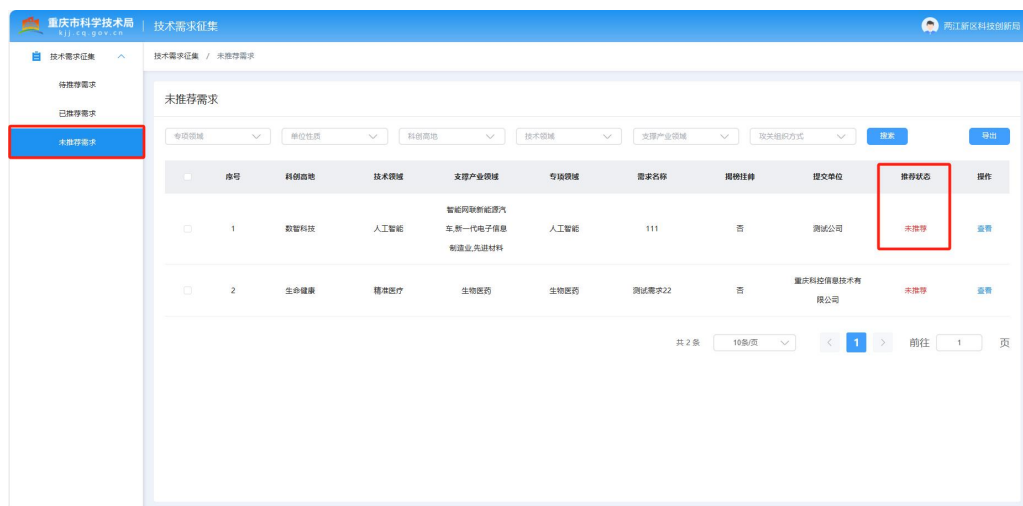 重庆市科学技术局
kjj.cq.gov.cn
技术需求征集
两江新区科技创新局
技术需求征集
待推荐需求
已推荐需求
未推荐需求
技术需求征集 / 未推荐需求
未推荐需求
专项领域 单位性质 科创高地 技术领域 支撑产业领域 攻关组织方式 搜索 导出
序号 科创高地 技术领域 支撑产业领域 专项领域 需求名称 揭榜挂帅 提交单位 推荐状态 操作
1 数智科技 人工智能 智能网联新能源汽
车,新一代电子信息
制造业,先进材料 人工智能 111 否 测试公司 未推荐 查看
2 生命健康 精准医疗 生物医药 生物医药 测试需求22 否 重庆科控信息技术有
限公司 未推荐 查看
共 2 条 10条/页 < 1 > 前往 1 页